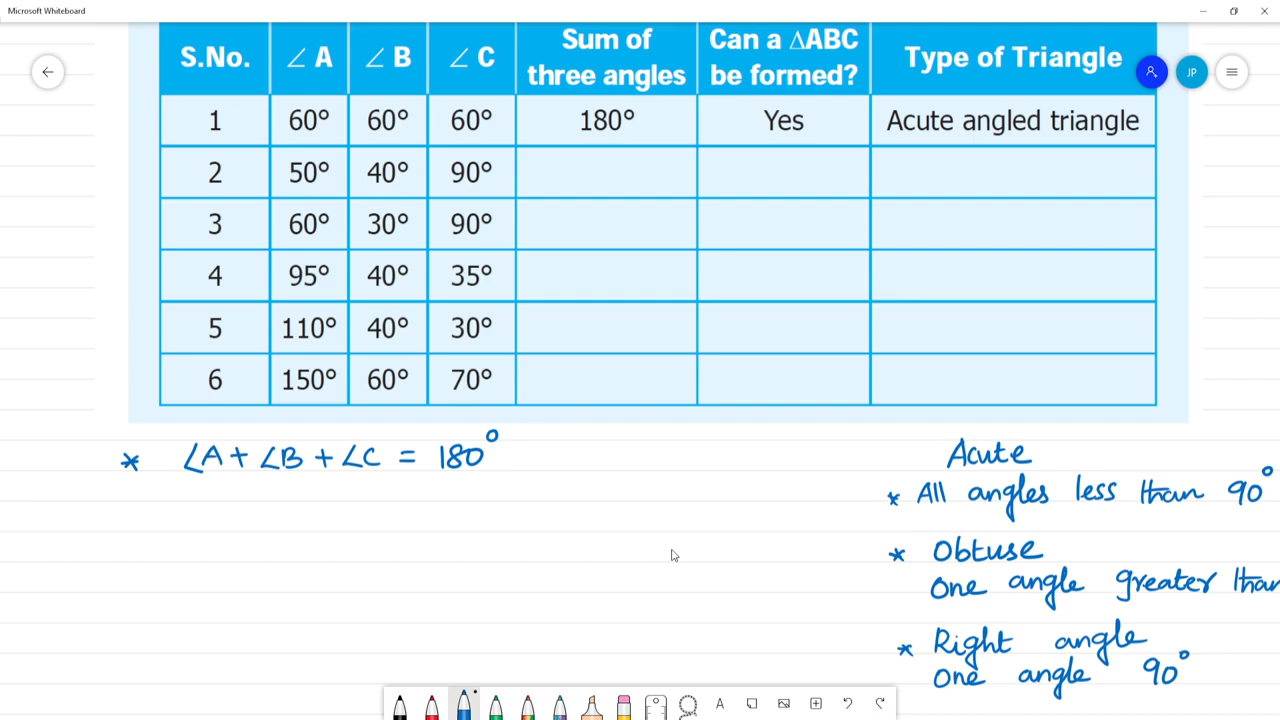 Microsoft Whiteboard
S.No. ∠ A ∠ B ∠ C Sum of three angles Can a ∆ABC be formed? Type of Triangle
JP
1 60° 60° 60° 180° Yes Acute angled triangle
2 50° 40° 90°
3 60° 30° 90°
4 95° 40° 35°
5 110° 40° 30°
6 150° 60° 70°
* ∠A + ∠B + ∠C = 180°
Acute
* All angles less than 90°
* Obtuse
One angle greater than
* Right angle
One angle 90°
A